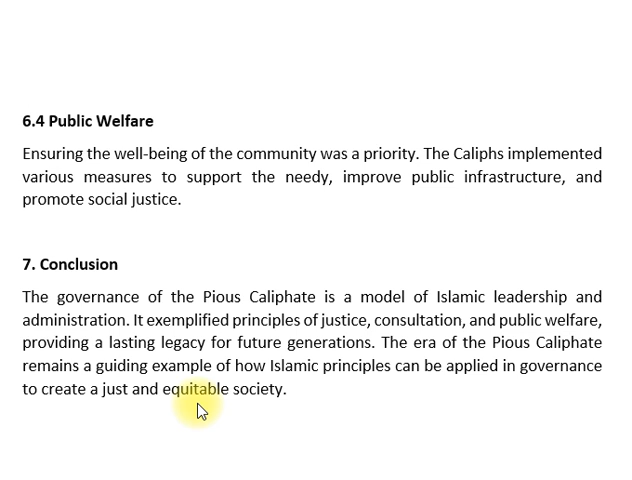 6.4 Public Welfare
Ensuring the well-being of the community was a priority. The Caliphs implemented
various measures to support the needy, improve public infrastructure, and
promote social justice.
7. Conclusion
The governance of the Pious Caliphate is a model of Islamic leadership and
administration. It exemplified principles of justice, consultation, and public welfare,
providing a lasting legacy for future generations. The era of the Pious Caliphate
remains a guiding example of how Islamic principles can be applied in governance
to create a just and equitable society.